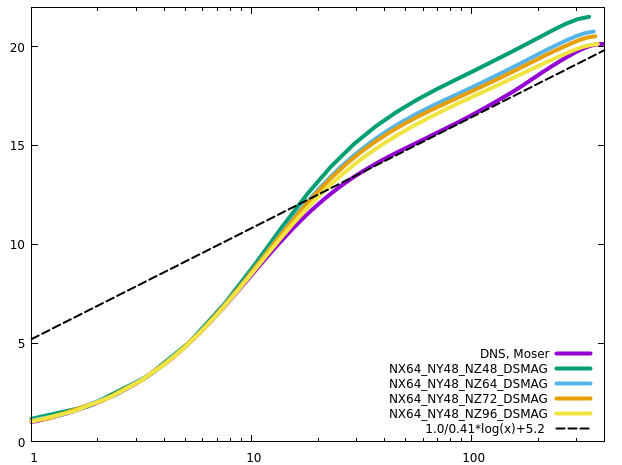 20
15
10
5
0
1
10
100
DNS, Moser
NX64_NY48_NZ48_DSMAG
NX64_NY48_NZ64_DSMAG
NX64_NY48_NZ72_DSMAG
NX64_NY48_NZ96_DSMAG
1.0/0.41*log(x)+5.2